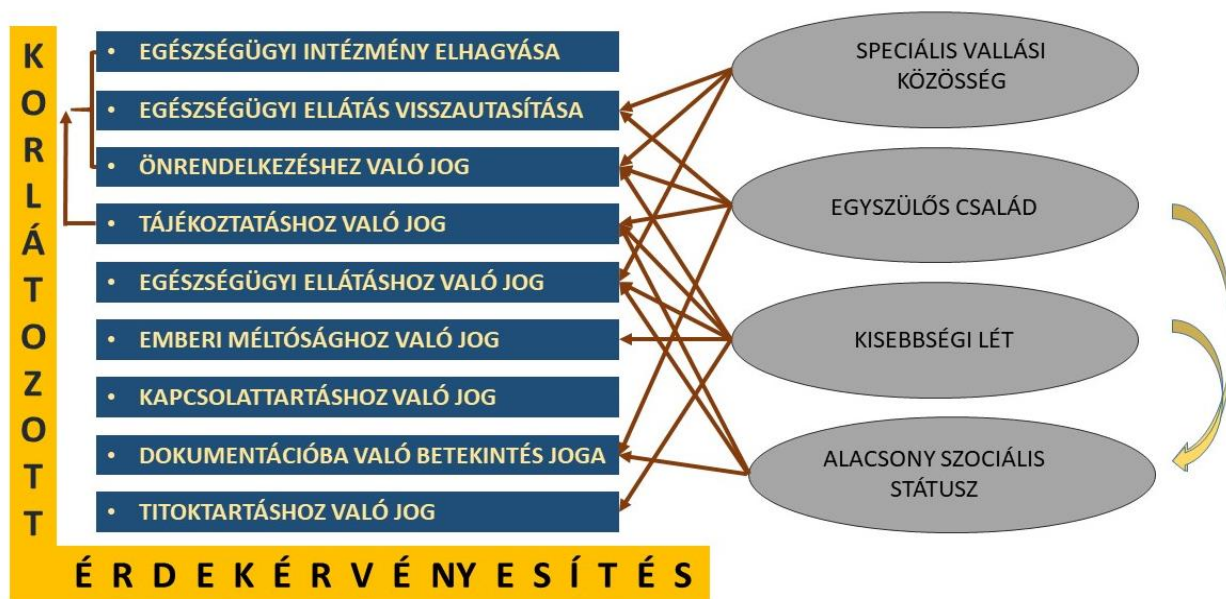 KORLÁTOZOTT
• EGÉSZSÉGÜGYI INTÉZMÉNY ELHAGYÁSA
• EGÉSZSÉGÜGYI ELLÁTÁS VISSZAUTASÍTÁSA
• ÖNRENDELKEZÉSHEZ VALÓ JOG
• TÁJÉKOZTATÁSHOZ VALÓ JOG
• EGÉSZSÉGÜGYI ELLÁTÁSHOZ VALÓ JOG
• EMBERI MÉLTÓSÁGHOZ VALÓ JOG
• KAPCSOLATTARTÁSHOZ VALÓ JOG
• DOKUMENTÁCIÓBA VALÓ BETEKINTÉS JOGA
• TITOKTARTÁSHOZ VALÓ JOG
ÉRDEKÉRVÉNYESÍTÉS
SPECIÁLIS VALLÁSI
KÖZÖSSÉG
EGYSZÜLŐS CSALÁD
KISEBBSÉGI LÉT
ALACSONY SZOCIÁLIS
STÁTUSZ